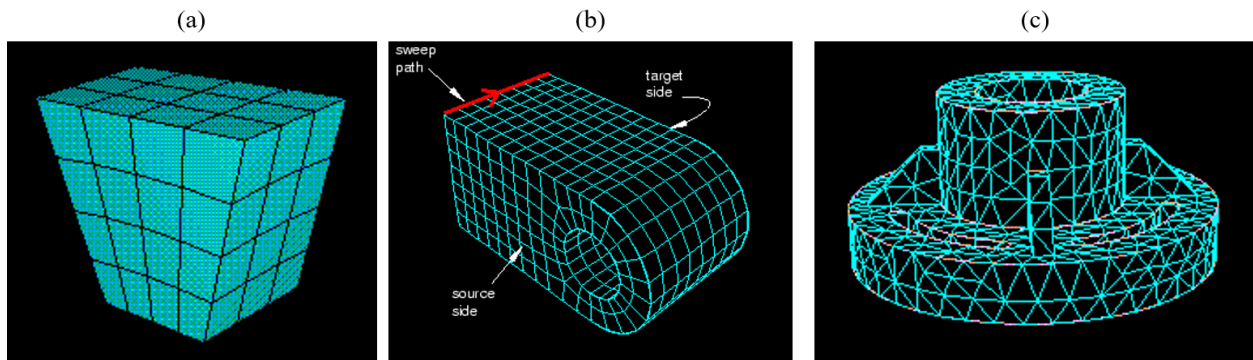 (a)
(b)
(c)
sweep
path
target
side
source
side